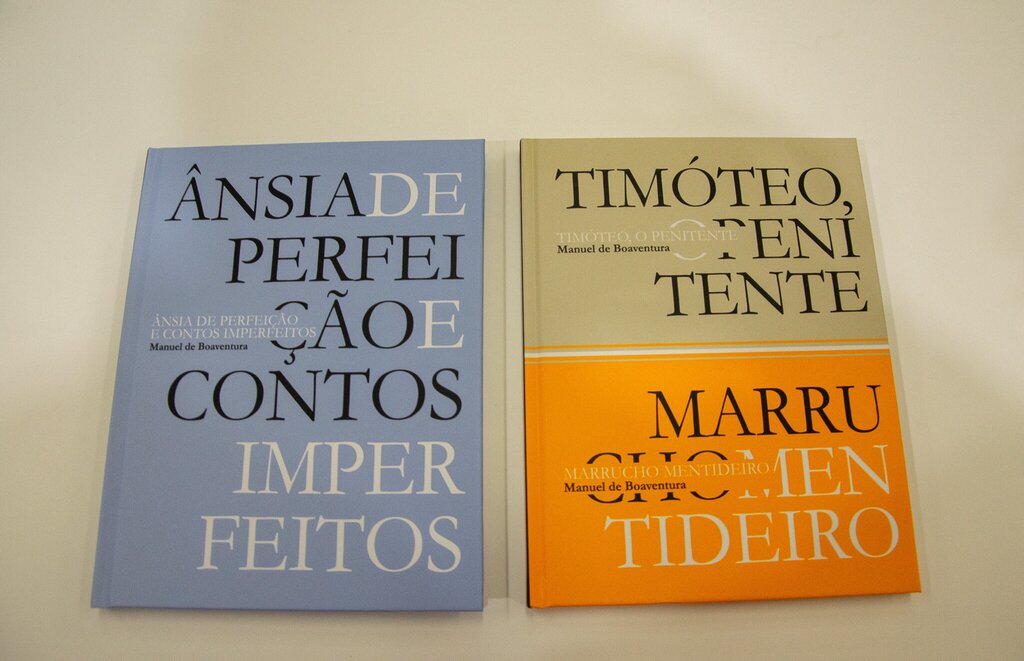 ÂNSIADE
PERFEI
ÇÃOE
ÂNSIA DE PERFEIÇÃO
E CONTOS IMPERFEITOS
Manuel de Boaventura
CONTOS
IMPER
FEITOS
TIMÓTEO,
OPENI
TIMÓTEO, O PENITENTE
Manuel de Boaventura
TENTE
MARRU
CHOMEN
MARRUCHO MENTIDEIRO
Manuel de Boaventura
TIDEIRO